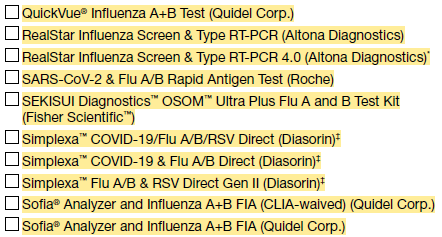 QuickVue® Influenza A+B Test (Quidel Corp.)
RealStar Influenza Screen & Type RT-PCR (Altona Diagnostics)
RealStar Influenza Screen & Type RT-PCR 4.0 (Altona Diagnostics)*
SARS-CoV-2 & Flu A/B Rapid Antigen Test (Roche)
SEKISUI Diagnostics™ OSOM™ Ultra Plus Flu A and B Test Kit
(Fisher Scientific™)
Simplexa™ COVID-19/Flu A/B/RSV Direct (Diasorin)‡
Simplexa™ COVID-19 & Flu A/B Direct (Diasorin)‡
Simplexa™ Flu A/B & RSV Direct Gen II (Diasorin)‡
Sofia® Analyzer and Influenza A+B FIA (CLIA-waived) (Quidel Corp.)
Sofia® Analyzer and Influenza A+B FIA (Quidel Corp.)